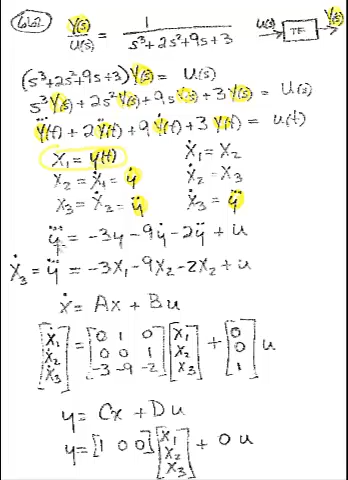 6.6.2 Y(s)/U(s) = 1/(s³+2s²+9s+3) U(s) → TF → Y(s)
(s³+2s²+9s+3)Y(s) = U(s)
s³Y(s)+2s²Y(s)+9sY(s)+3Y(s) = U(s)
y⃛(t)+2ÿ(t)+9ẏ(t)+3y(t) = u(t)
x₁ = y(t) ẋ₁ = x₂
x₂ = ẋ₁ = ẏ ẋ₂ = x₃
x₃ = ẋ₂ = ÿ ẋ₃ = y⃛
y⃛ = -3y -9ẏ -2ÿ + u
ẋ₃ = y⃛ = -3x₁ -9x₂ -2x₂ + u
ẋ = Ax + Bu
[ẋ₁ ẋ₂ ẋ₃] = [0 1 0; 0 0 1; -3 -9 -2] [x₁ x₂ x₃] + [0 0 1] u
y = Cx + Du
y = [1 0 0] [x₁ x₂ x₃] + 0 u